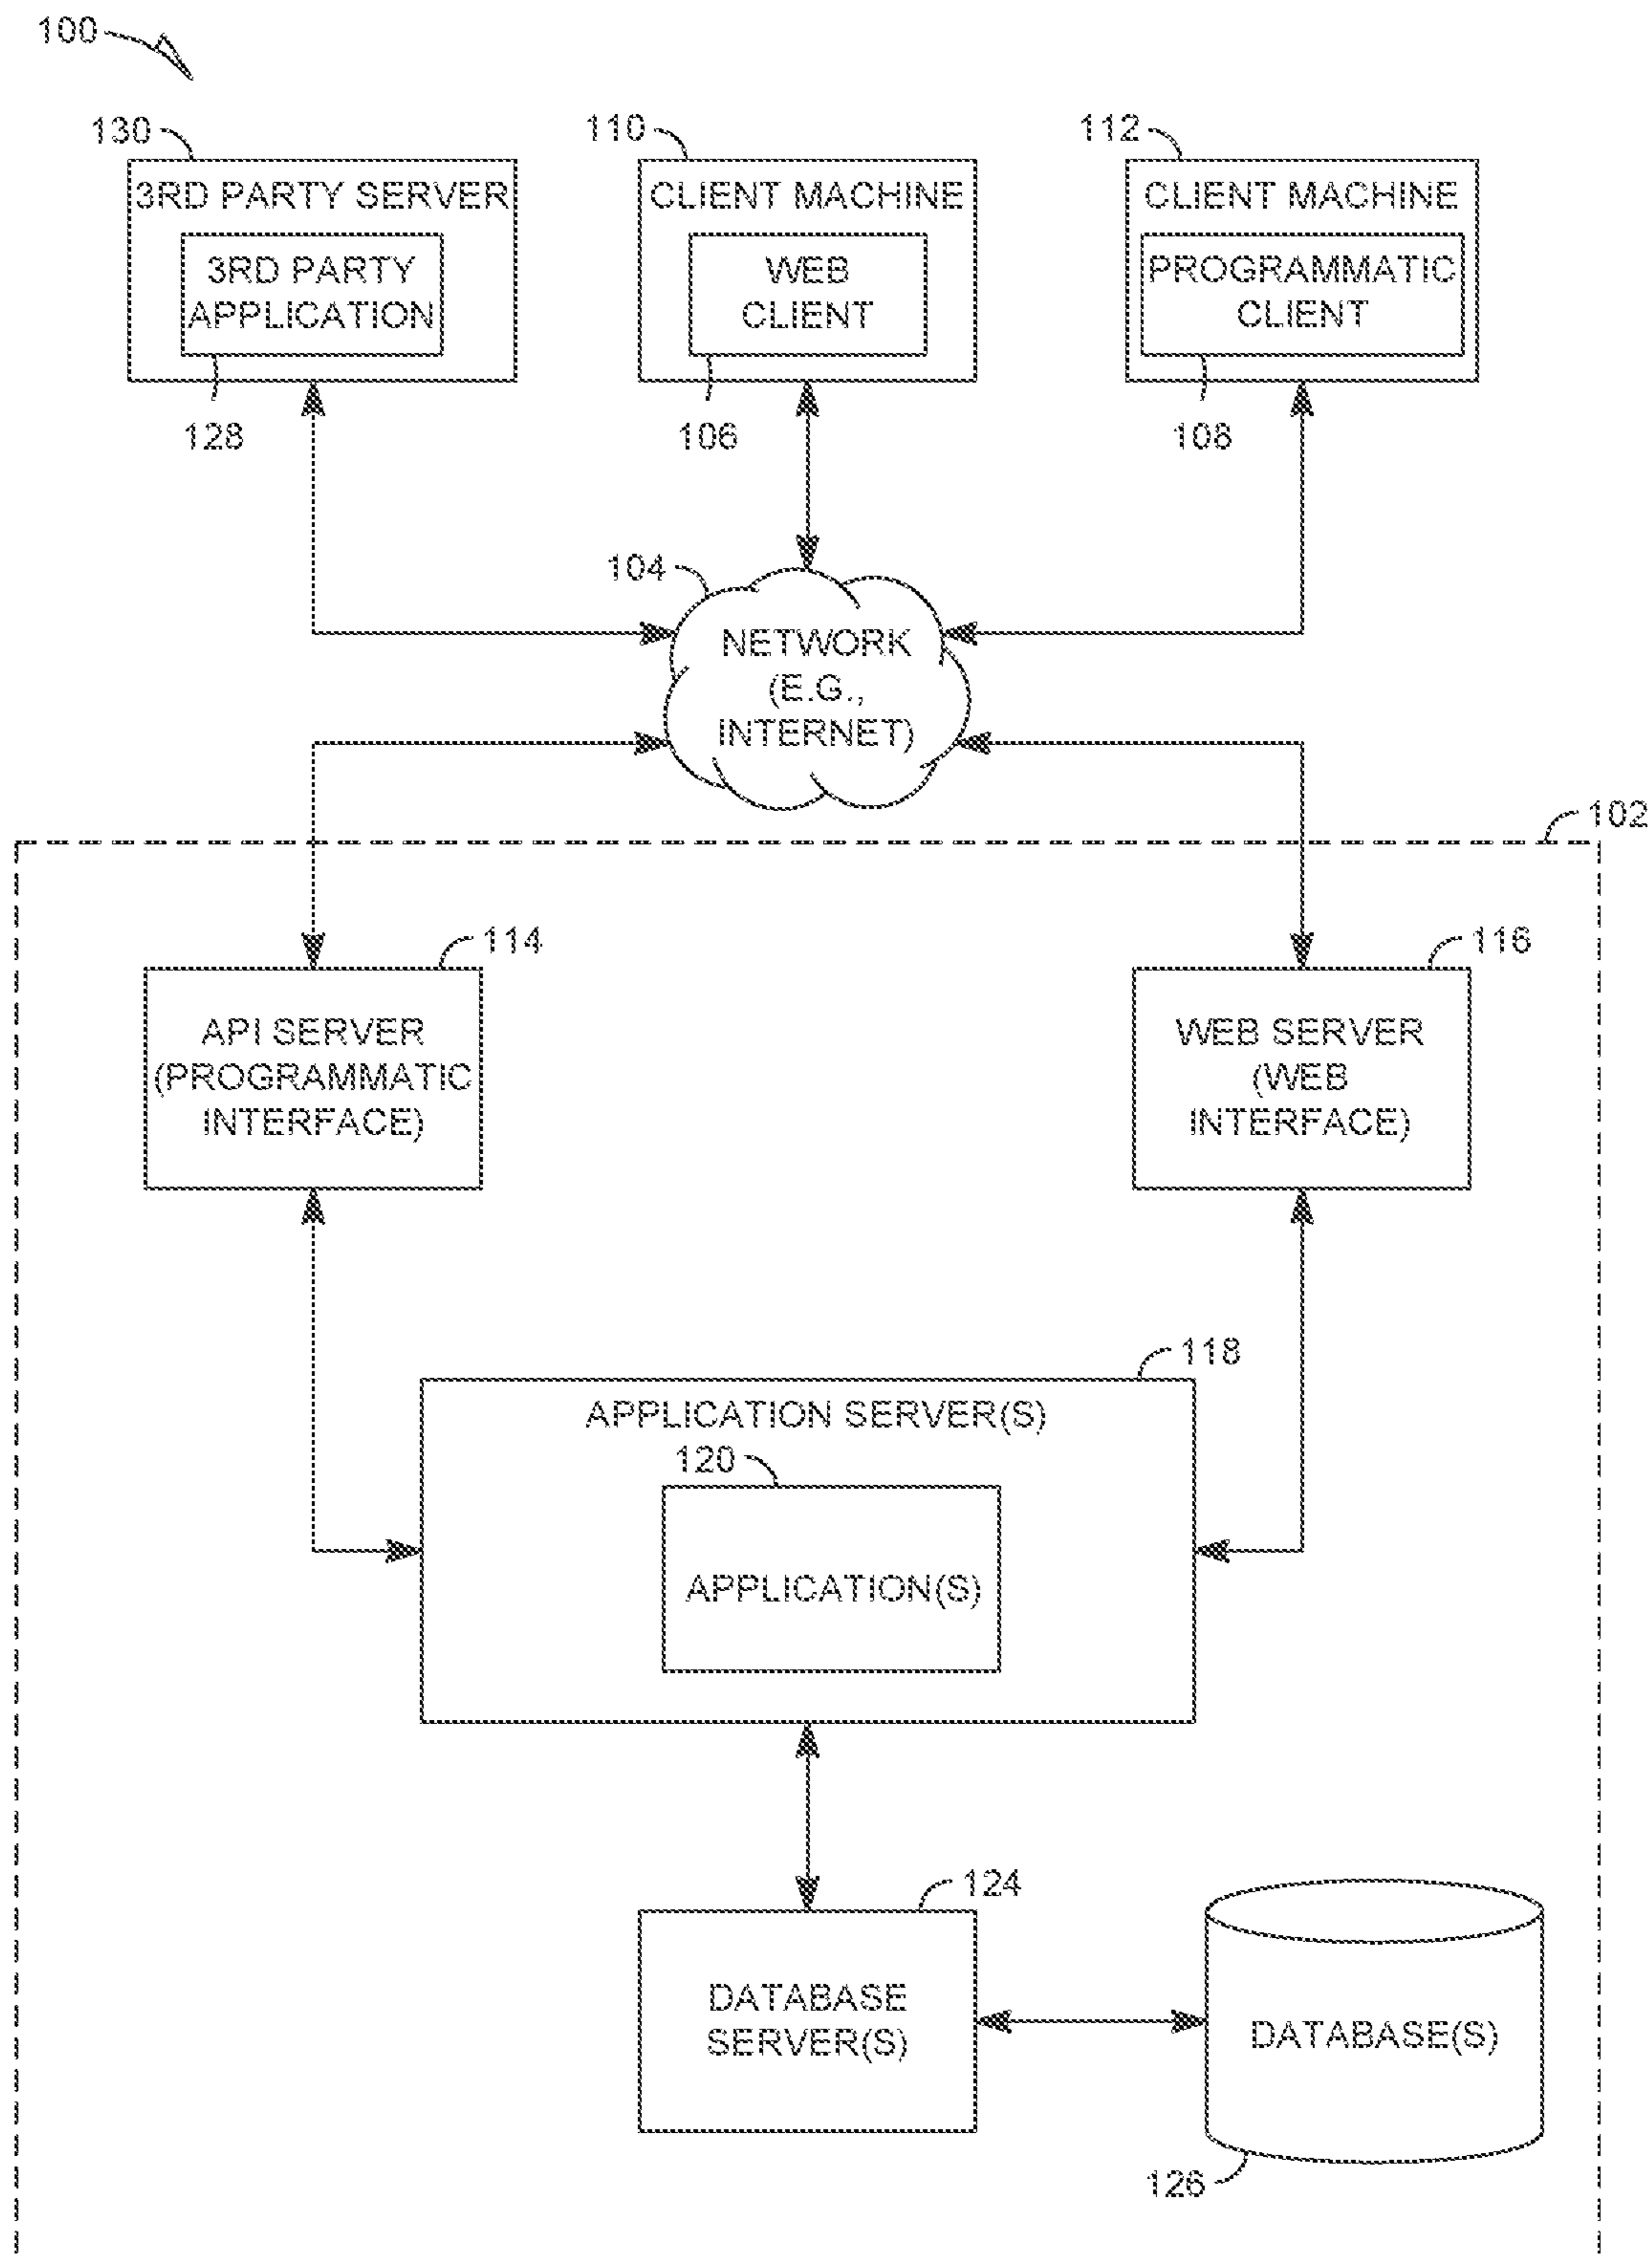 100
130
110
112
3RD PARTY SERVER
CLIENT MACHINE
CLIENT MACHINE
3RD PARTY
APPLICATION
WEB
CLIENT
PROGRAMMATIC
CLIENT
128
106
108
104
NETWORK
(E.G.,
INTERNET)
102
114
116
API SERVER
(PROGRAMMATIC
INTERFACE)
WEB SERVER
(WEB
INTERFACE)
118
APPLICATION SERVER(S)
120
APPLICATION(S)
124
DATABASE
SERVER(S)
DATABASE(S)
126